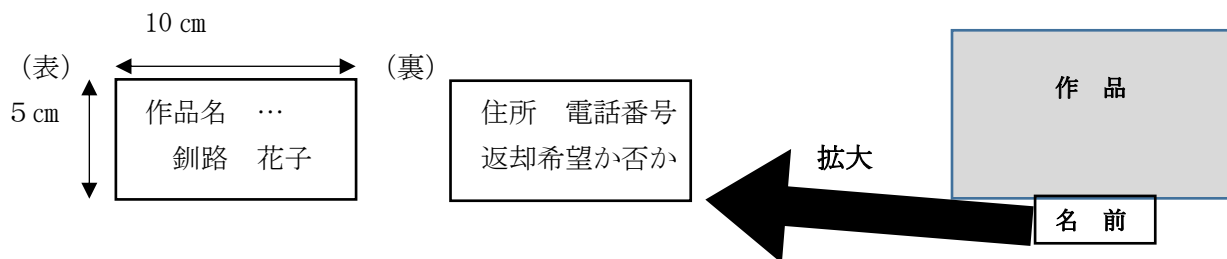 10 cm
(表)
5 cm
作品名 …
釧路 花子
(裏)
住所 電話番号
返却希望か否か
拡大
作 品
名 前